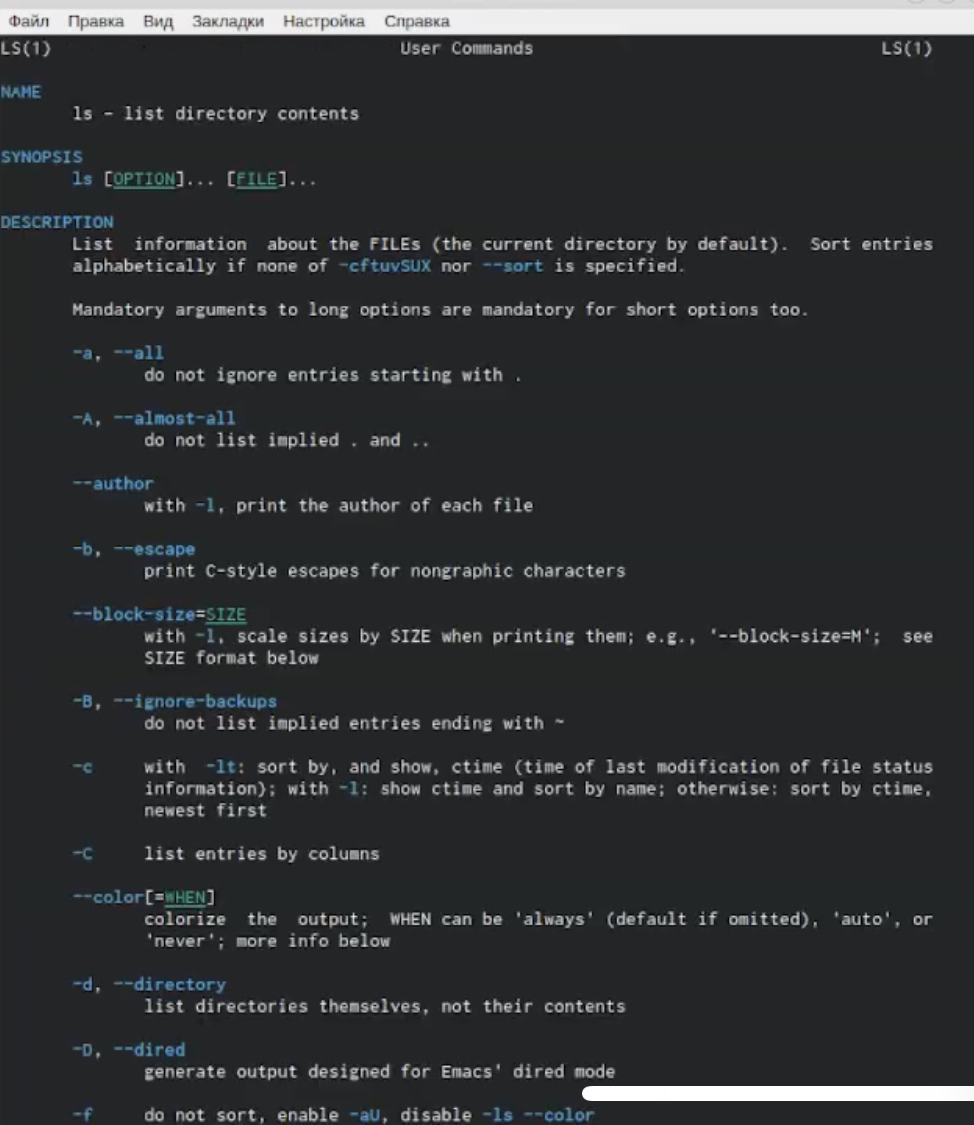 Файл Правка Вид Закладки Настройка Справка
LS(1) User Commands LS(1)
NAME
ls - list directory contents
SYNOPSIS
ls [OPTION]... [FILE]...
DESCRIPTION
List information about the FILEs (the current directory by default). Sort entries
alphabetically if none of -cftuvSUX nor --sort is specified.
Mandatory arguments to long options are mandatory for short options too.
-a, --all
do not ignore entries starting with .
-A, --almost-all
do not list implied . and ..
--author
with -l, print the author of each file
-b, --escape
print C-style escapes for nongraphic characters
--block-size=SIZE
with -l, scale sizes by SIZE when printing them; e.g., '--block-size=M'; see
SIZE format below
-B, --ignore-backups
do not list implied entries ending with ~
-c with -lt: sort by, and show, ctime (time of last modification of file status
information); with -l: show ctime and sort by name; otherwise: sort by ctime,
newest first
-C list entries by columns
--color[=WHEN]
colorize the output; WHEN can be 'always' (default if omitted), 'auto', or
'never'; more info below
-d, --directory
list directories themselves, not their contents
-D, --dired
generate output designed for Emacs' dired mode
-f do not sort, enable -aU, disable -ls --color